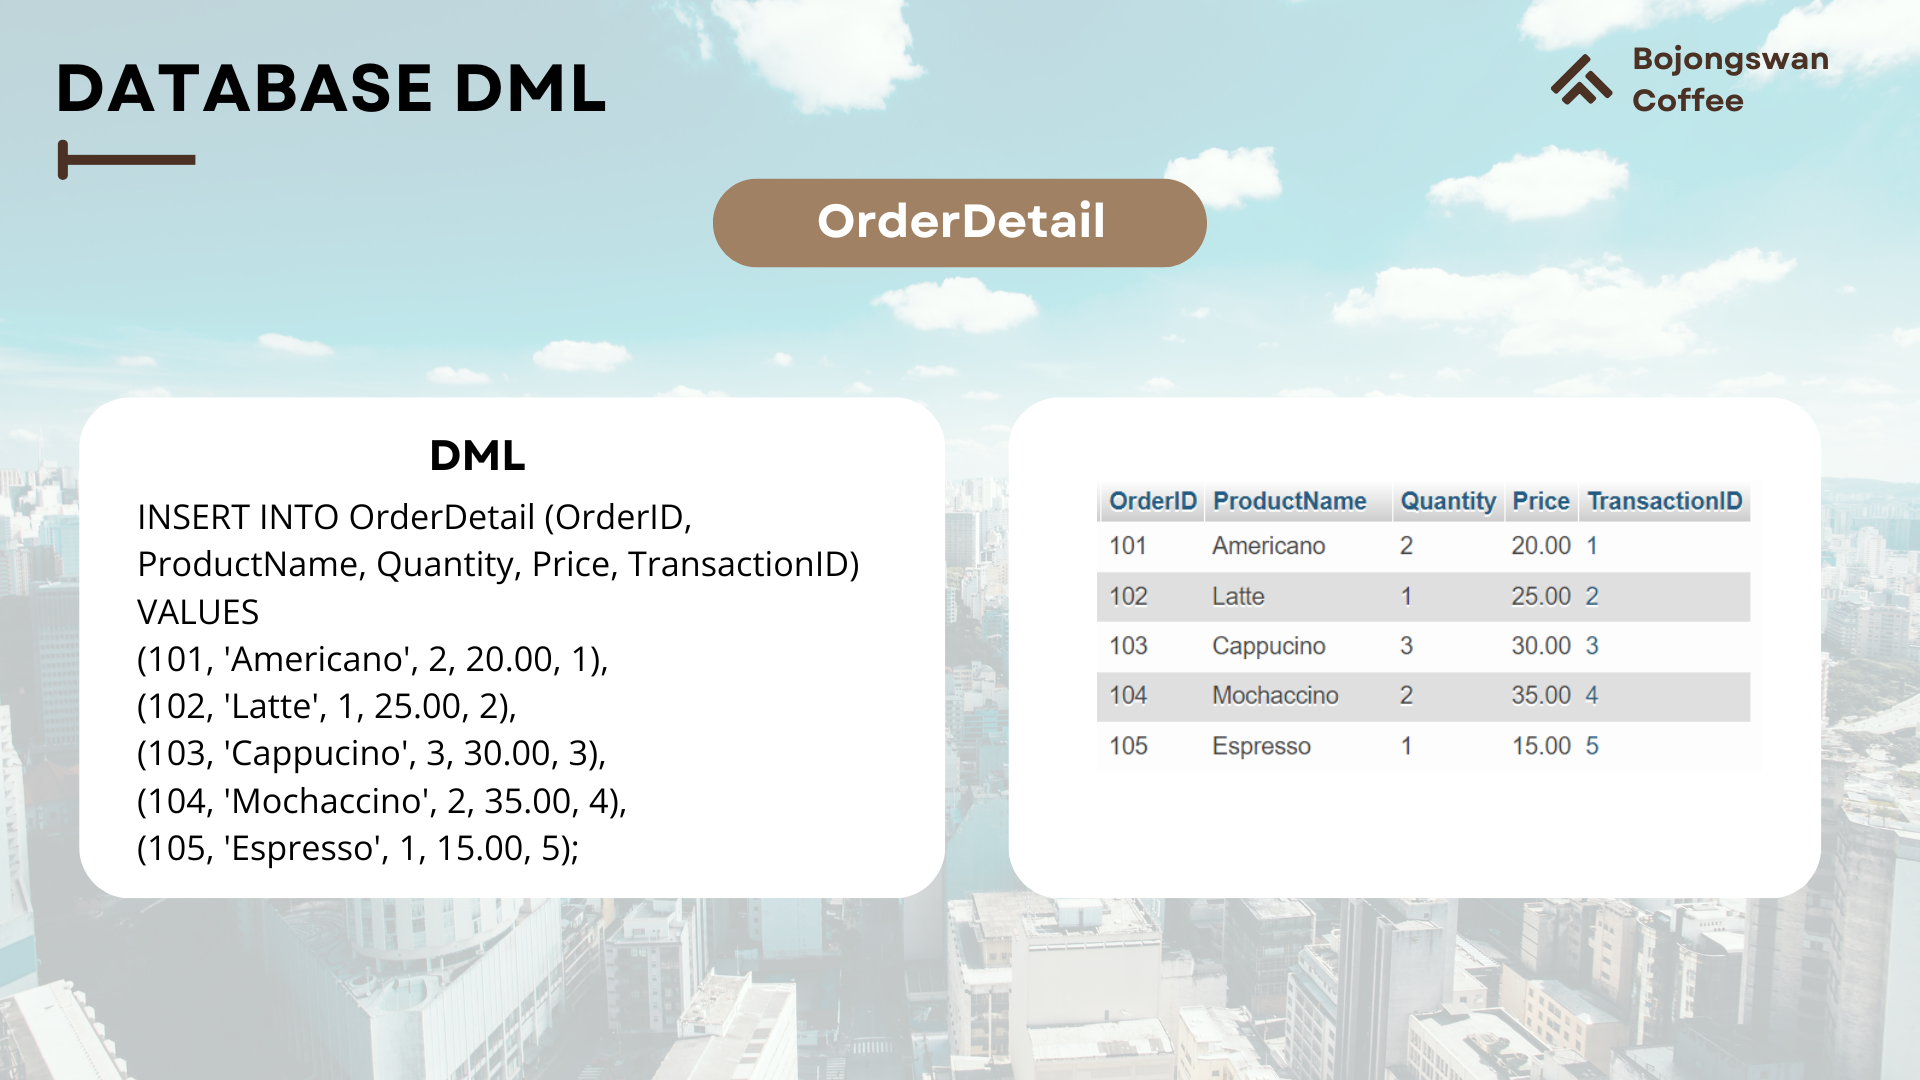 DATABASE DML
Bojongswan
Coffee
OrderDetail
DML
INSERT INTO OrderDetail (OrderID,
ProductName, Quantity, Price, TransactionID)
VALUES
(101, 'Americano', 2, 20.00, 1),
(102, 'Latte', 1, 25.00, 2),
(103, 'Cappucino', 3, 30.00, 3),
(104, 'Mochaccino', 2, 35.00, 4),
(105, 'Espresso', 1, 15.00, 5);
OrderID ProductName Quantity Price TransactionID
101 Americano 2 20.00 1
102 Latte 1 25.00 2
103 Cappucino 3 30.00 3
104 Mochaccino 2 35.00 4
105 Espresso 1 15.00 5